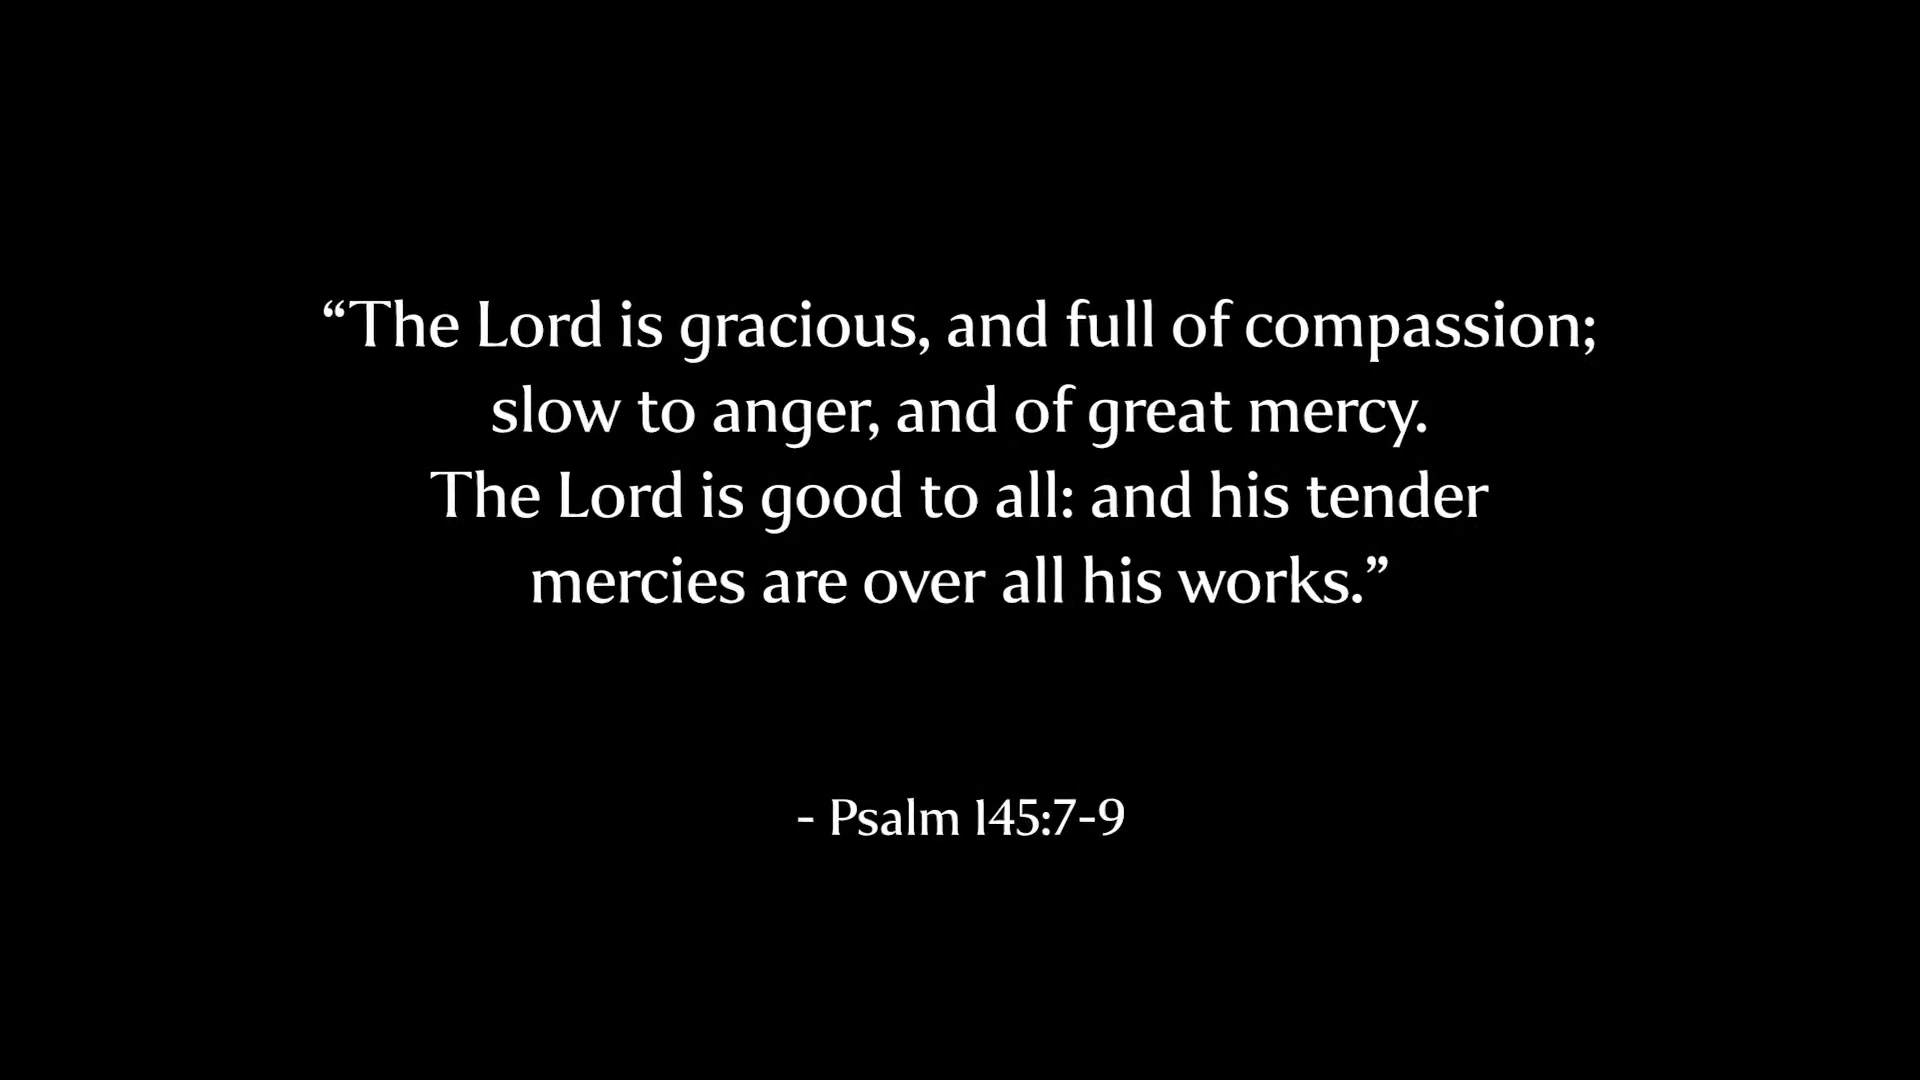 “The Lord is gracious, and full of compassion;
slow to anger, and of great mercy.
The Lord is good to all: and his tender
mercies are over all his works.”
- Psalm 145:7-9